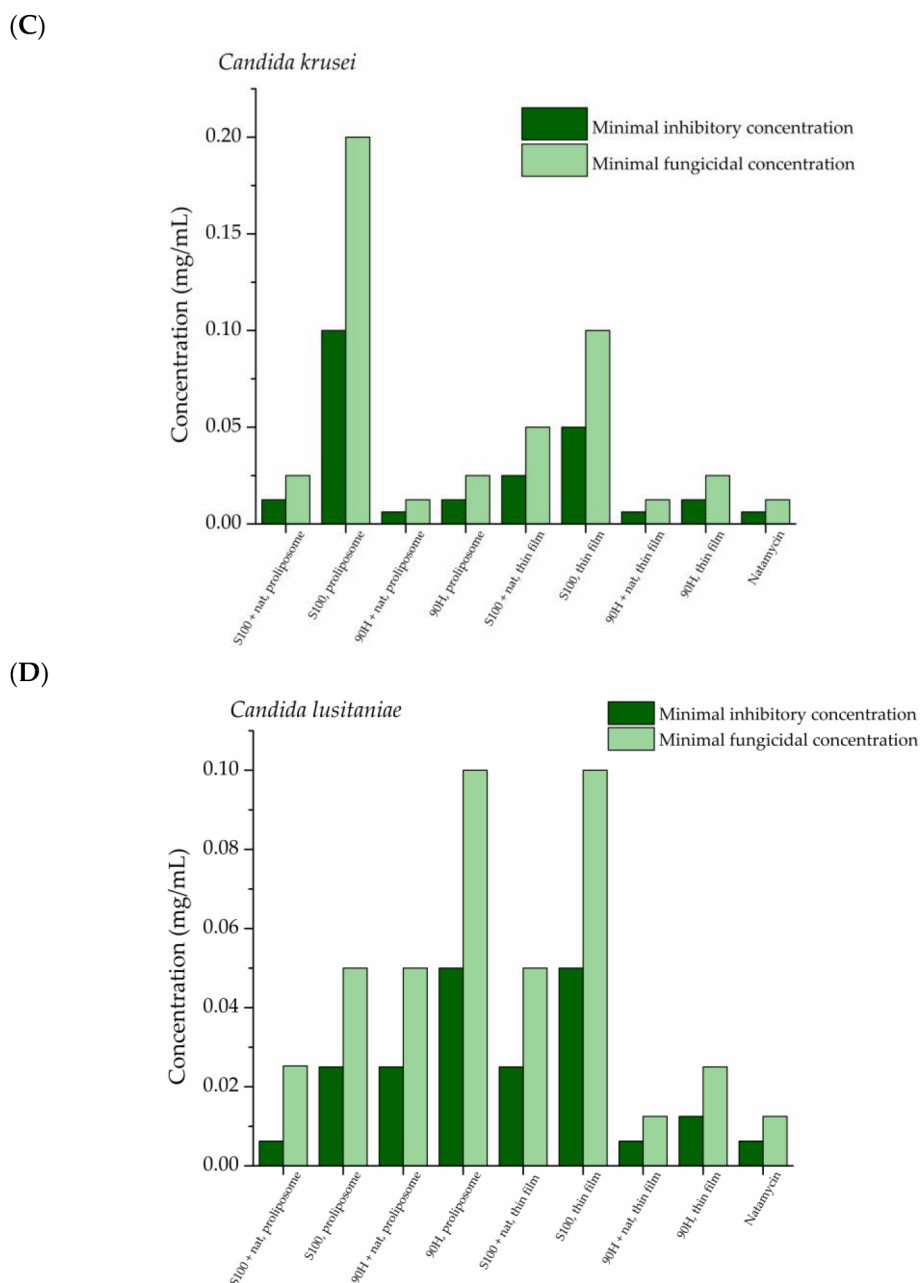 (C)
Candida krusei
Minimal inhibitory concentration
Minimal fungicidal concentration
Concentration (mg/mL)
0.20
0.15
0.10
0.05
0.00
S100 + nat, proliposome
S100, proliposome
90H + nat, proliposome
90H, proliposome
S100 + nat, thin film
S100, thin film
90H + nat, thin film
90H, thin film
Natamycin
(D)
Candida lusitaniae
Minimal inhibitory concentration
Minimal fungicidal concentration
Concentration (mg/mL)
0.10
0.08
0.06
0.04
0.02
0.00
S100 + nat, proliposome
S100, proliposome
90H + nat, proliposome
90H, proliposome
S100 + nat, thin film
S100, thin film
90H + nat, thin film
90H, thin film
Natamycin